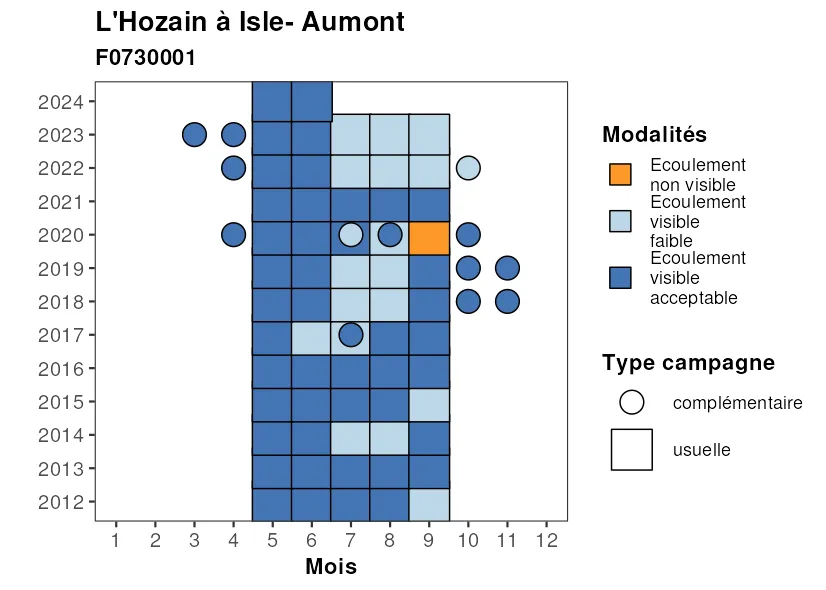 L'Hozain à Isle- Aumont
F0730001
2024
2023
2022
2021
2020
2019
2018
2017
2016
2015
2014
2013
2012
1 2 3 4 5 6 7 8 9 10 11 12
Mois
Modalités
Ecoulement
non visible
Ecoulement
visible
faible
Ecoulement
visible
acceptable
Type campagne
complémentaire
usuelle